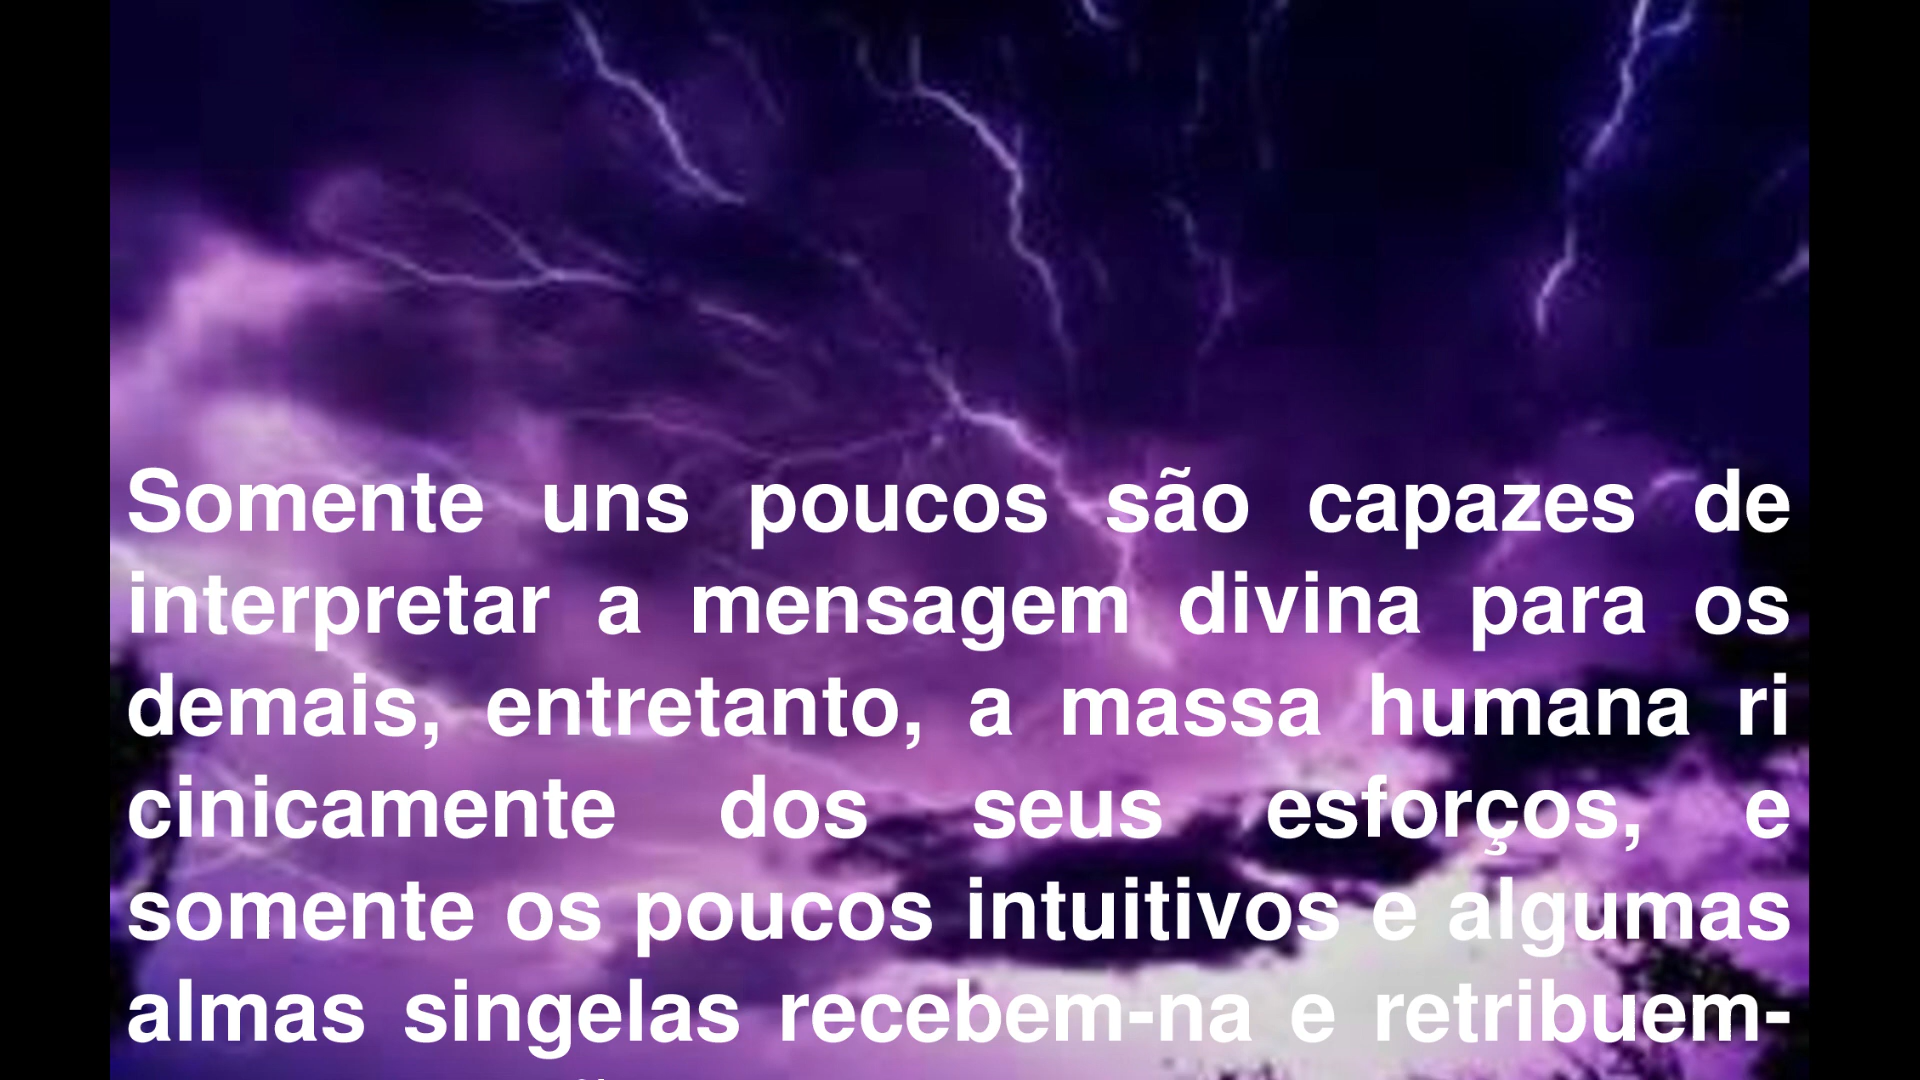 Somente uns poucos são capazes de
interpretar a mensagem divina para os
demais, entretanto, a massa humana ri
cinicamente dos seus esforços, e
somente os poucos intuitivos e algumas
almas singelas recebem-na e retribuem-